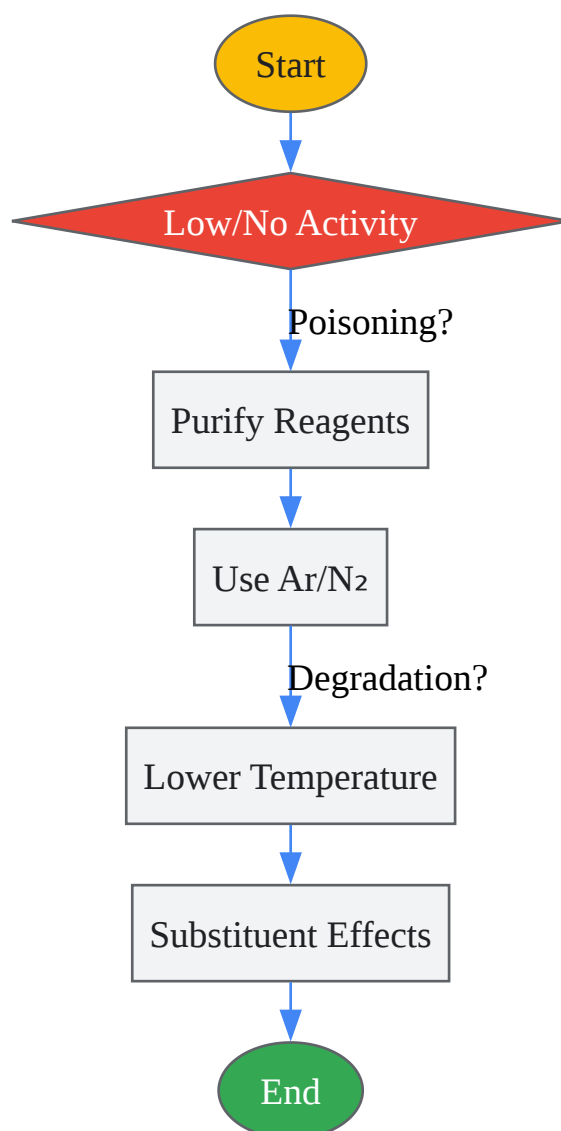 Start
Low/No Activity
Poisoning?
Purify Reagents
Use Ar/N₂
Degradation?
Lower Temperature
Substituent Effects
End